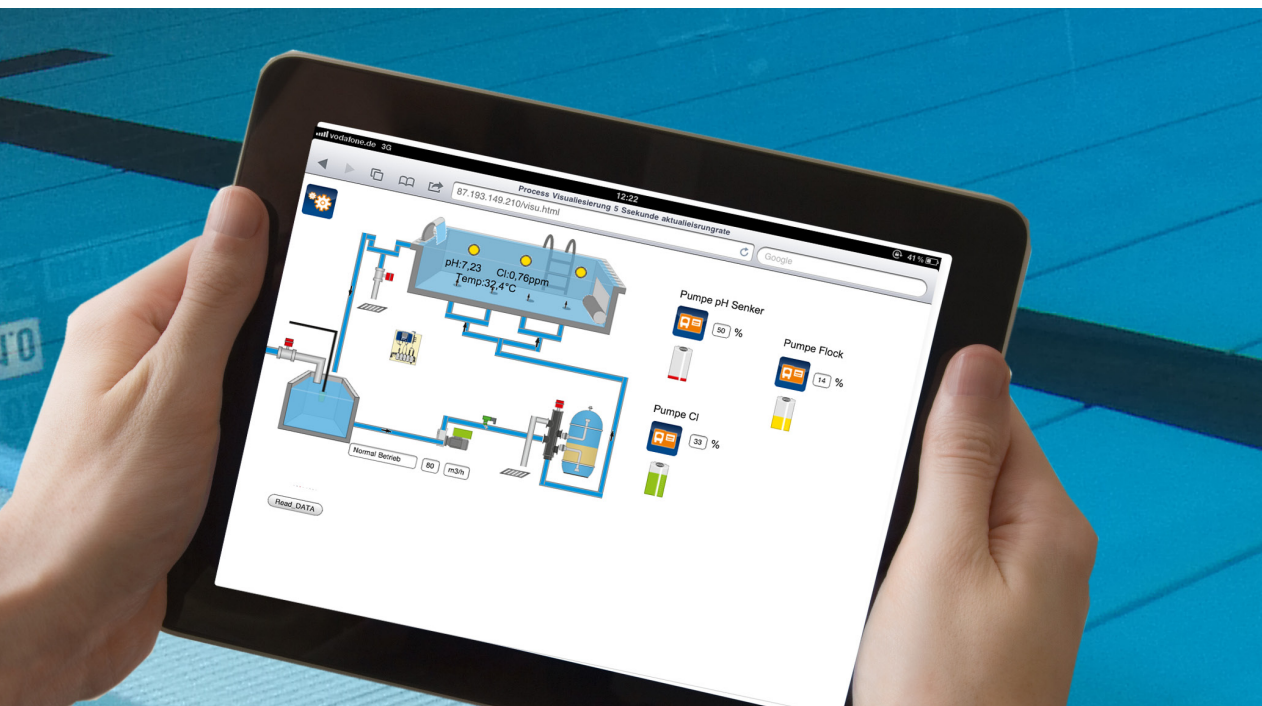 vodafone.de 3G
12:22
41 %
Process Visualiesierung 5 Ssekunde aktualieisrungrate
87.193.149.210/visu.html
Google
pH:7,23 Cl:0,76ppm
Temp:32,4°C
Pumpe pH Senker
50 %
Pumpe Flock
14 %
Pumpe Cl
33 %
Normal Betrieb
80 m3/h
Read_DATA